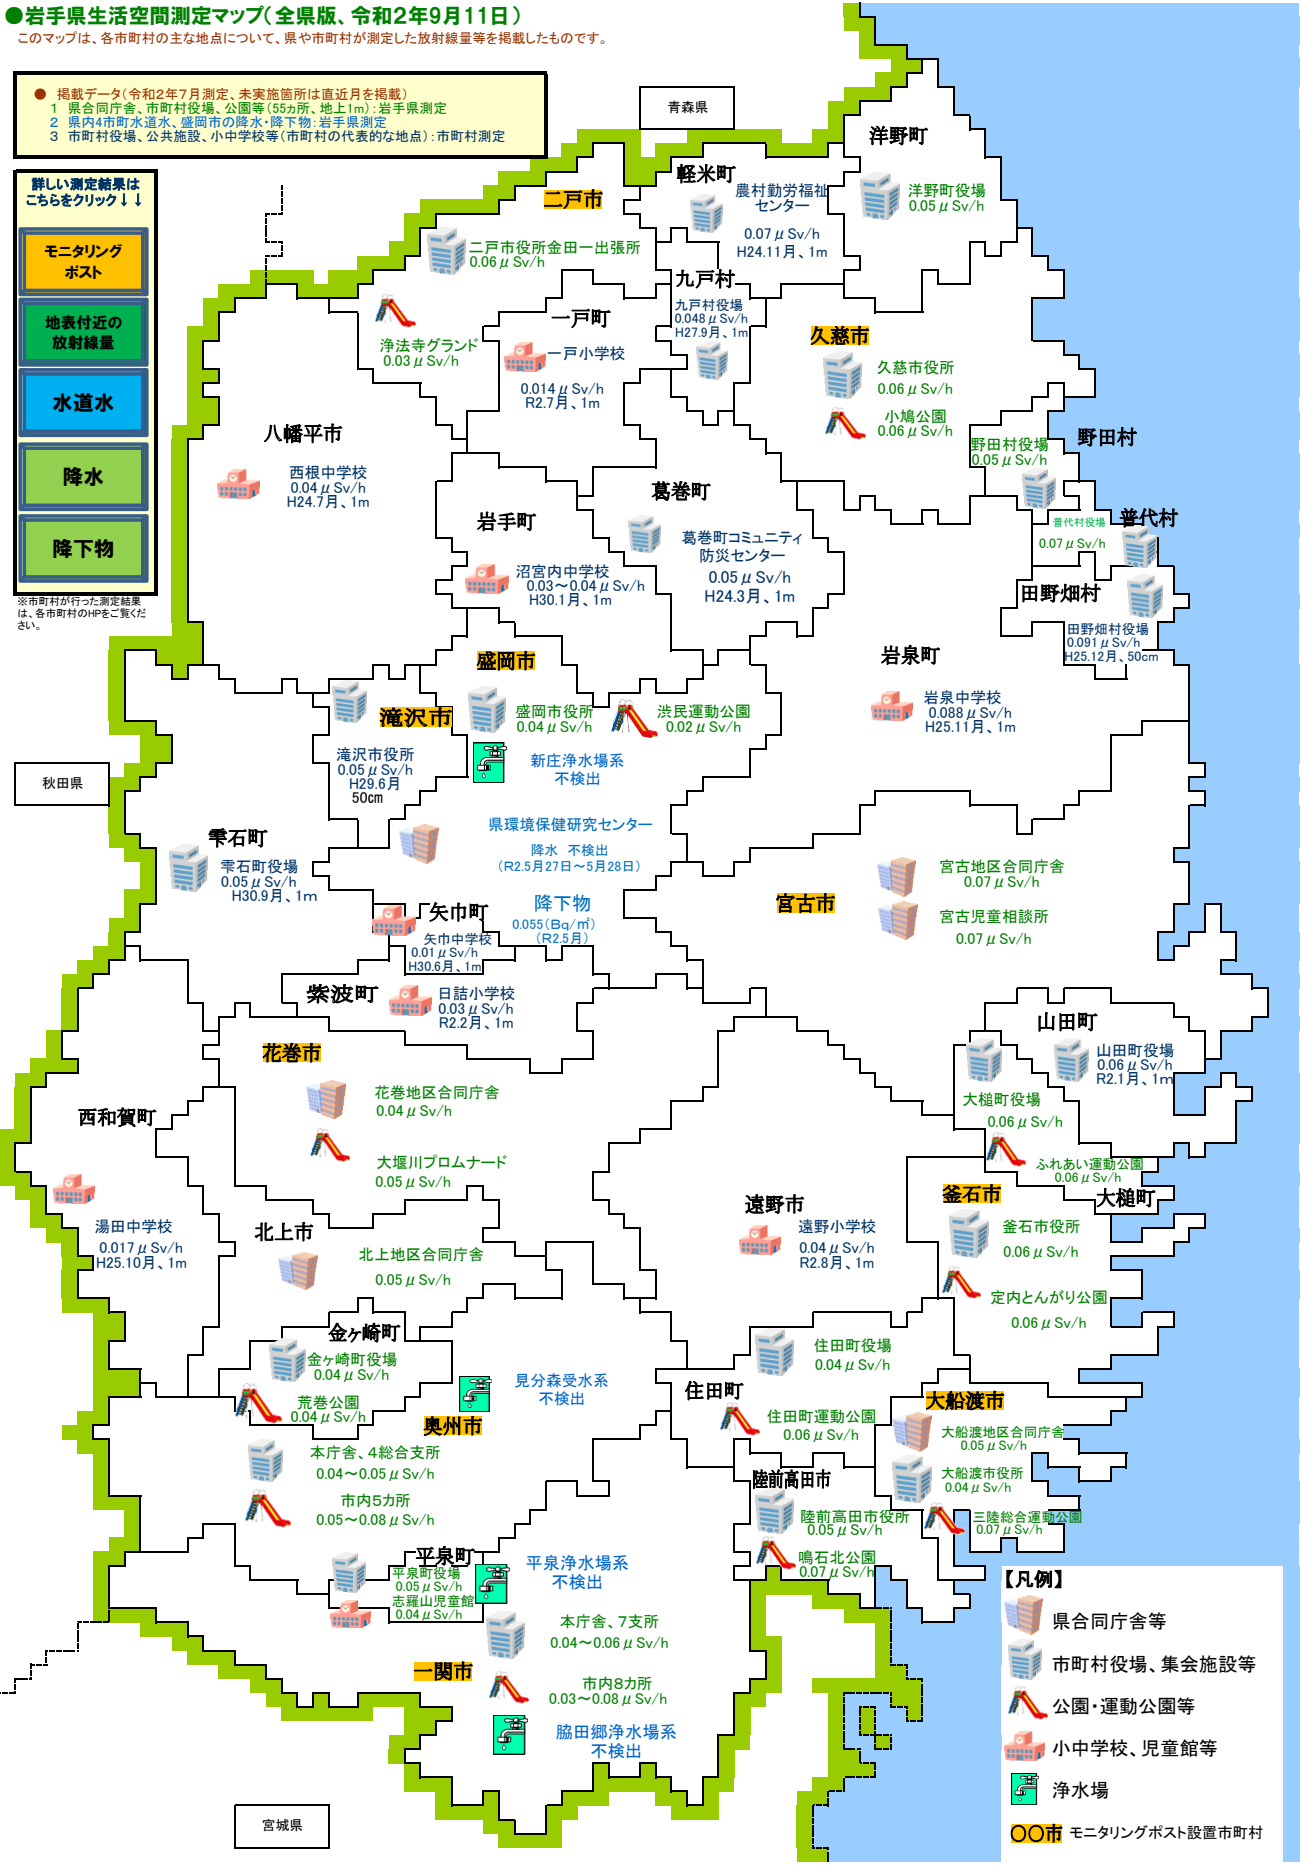 ●岩手県生活空間測定マップ(全県版、令和2年9月11日)
このマップは、各市町村の主な地点について、県や市町村が測定した放射線量等を掲載したものです。
● 掲載データ(令和2年7月測定、未実施箇所は直近月を掲載)
1 県合同庁舎、市町村役場、公園等(55ヵ所、地上1m):岩手県測定
2 県内4市町水道水、盛岡市の降水・降下物:岩手県測定
3 市町村役場、公共施設、小中学校等(市町村の代表的な地点):市町村測定
詳しい測定結果は
こちらをクリック↓↓
モニタリング
ポスト
地表付近の
放射線量
水道水
降水
降下物
※市町村が行った測定結果
は、各市町村のHPをご覧くだ
さい。
青森県
秋田県
宮城県
洋野町
洋野町役場
0.05μSv/h
軽米町
農村勤労福祉
センター
0.07μSv/h
H24.11月、1m
二戸市
二戸市役所金田一出張所
0.06μSv/h
浄法寺グランド
0.03μSv/h
九戸村
九戸村役場
0.048μSv/h
H27.9月、1m
一戸町
一戸小学校
0.014μSv/h
R2.7月、1m
久慈市
久慈市役所
0.06μSv/h
小鳩公園
0.06μSv/h
野田村
野田村役場
0.05μSv/h
八幡平市
西根中学校
0.04μSv/h
H24.7月、1m
葛巻町
葛巻町コミュニティ
防災センター
0.05μSv/h
H24.3月、1m
岩手町
沼宮内中学校
0.03～0.04μSv/h
H30.1月、1m
普代村
普代村役場
0.07μSv/h
田野畑村
田野畑村役場
0.091μSv/h
H25.12月、50cm
岩泉町
岩泉中学校
0.088μSv/h
H25.11月、1m
盛岡市
盛岡市役所
0.04μSv/h
渋民運動公園
0.02μSv/h
新庄浄水場系
不検出
県環境保健研究センター
降水 不検出
(R2.5月27日～5月28日)
降下物
0.055(Bq/㎡)
(R2.5月)
滝沢市
滝沢市役所
0.05μSv/h
H29.6月
50cm
雫石町
雫石町役場
0.05μSv/h
H30.9月、1m
矢巾町
矢巾中学校
0.01μSv/h
H30.6月、1m
宮古市
宮古地区合同庁舎
0.07μSv/h
宮古児童相談所
0.07μSv/h
紫波町
日詰小学校
0.03μSv/h
R2.2月、1m
山田町
山田町役場
0.06μSv/h
R2.1月、1m
花巻市
花巻地区合同庁舎
0.04μSv/h
大堰川プロムナード
0.05μSv/h
大槌町役場
0.06μSv/h
ふれあい運動公園
0.06μSv/h
大槌町
西和賀町
湯田中学校
0.017μSv/h
H25.10月、1m
北上市
北上地区合同庁舎
0.05μSv/h
遠野市
遠野小学校
0.04μSv/h
R2.8月、1m
釜石市
釜石市役所
0.06μSv/h
定内とんがり公園
0.06μSv/h
金ヶ崎町
金ヶ崎町役場
0.04μSv/h
荒巻公園
0.04μSv/h
見分森受水系
不検出
奥州市
本庁舎、4総合支所
0.04～0.05μSv/h
市内5カ所
0.05～0.08μSv/h
住田町
住田町役場
0.04μSv/h
住田町運動公園
0.06μSv/h
大船渡市
大船渡地区合同庁舎
0.05μSv/h
大船渡市役所
0.04μSv/h
三陸総合運動公園
0.07μSv/h
陸前高田市
陸前高田市役所
0.05μSv/h
鳴石北公園
0.07μSv/h
平泉町
平泉町役場
0.05μSv/h
志羅山児童館
0.04μSv/h
平泉浄水場系
不検出
一関市
本庁舎、7支所
0.04～0.06μSv/h
市内8カ所
0.03～0.08μSv/h
脇田郷浄水場系
不検出
【凡例】
県合同庁舎等
市町村役場、集会施設等
公園・運動公園等
小中学校、児童館等
浄水場
〇〇市 モニタリングポスト設置市町村